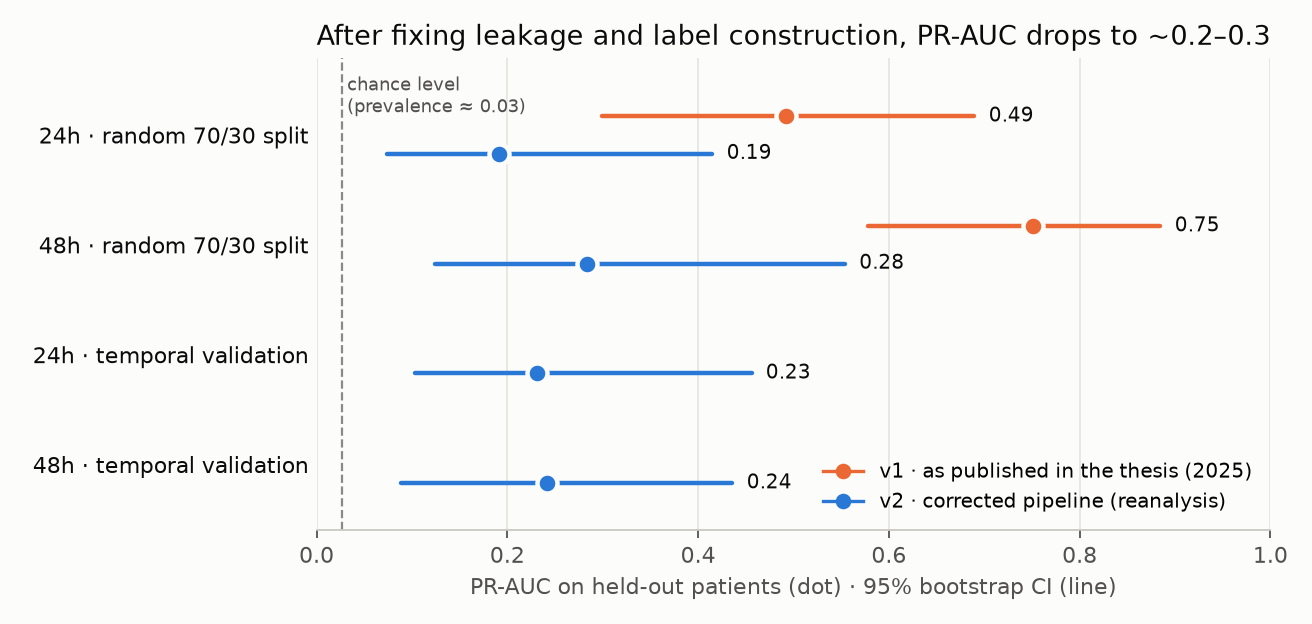 After fixing leakage and label construction, PR-AUC drops to ~0.2–0.3
chance level
(prevalence ≈ 0.03)
24h · random 70/30 split
0.49
0.19
48h · random 70/30 split
0.75
0.28
24h · temporal validation
0.23
48h · temporal validation
0.24
v1 · as published in the thesis (2025)
v2 · corrected pipeline (reanalysis)
0.0 0.2 0.4 0.6 0.8 1.0
PR-AUC on held-out patients (dot) · 95% bootstrap CI (line)